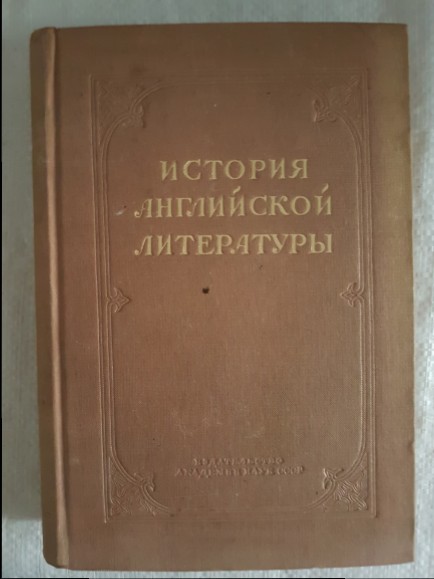 ИСТОРИЯ
АНГЛИЙСКОЙ
ЛИТЕРАТУРЫ
ИЗДАТЕЛЬСТВО
АКАДЕМИИ НАУК СССР